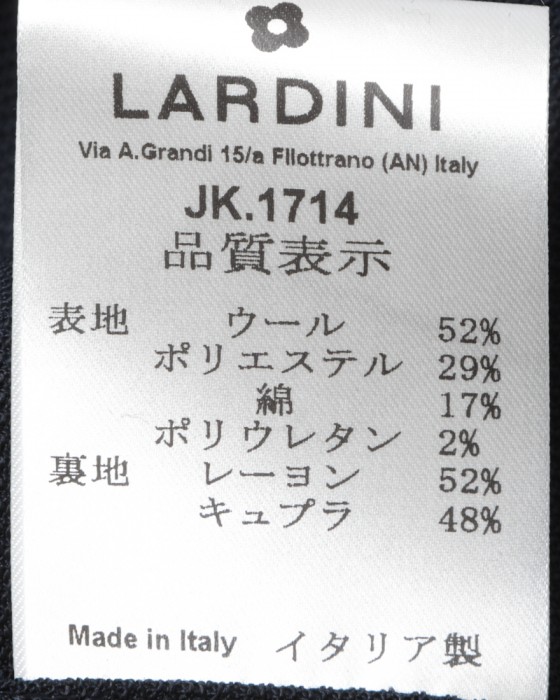 LARDINI
Via A.Grandi 15/a Filottrano (AN) Italy
JK.1714
品質表示
表地 ウール 52%
ポリエステル 29%
綿 17%
ポリウレタン 2%
裏地 レーヨン 52%
キュプラ 48%
Made in Italy イタリア製